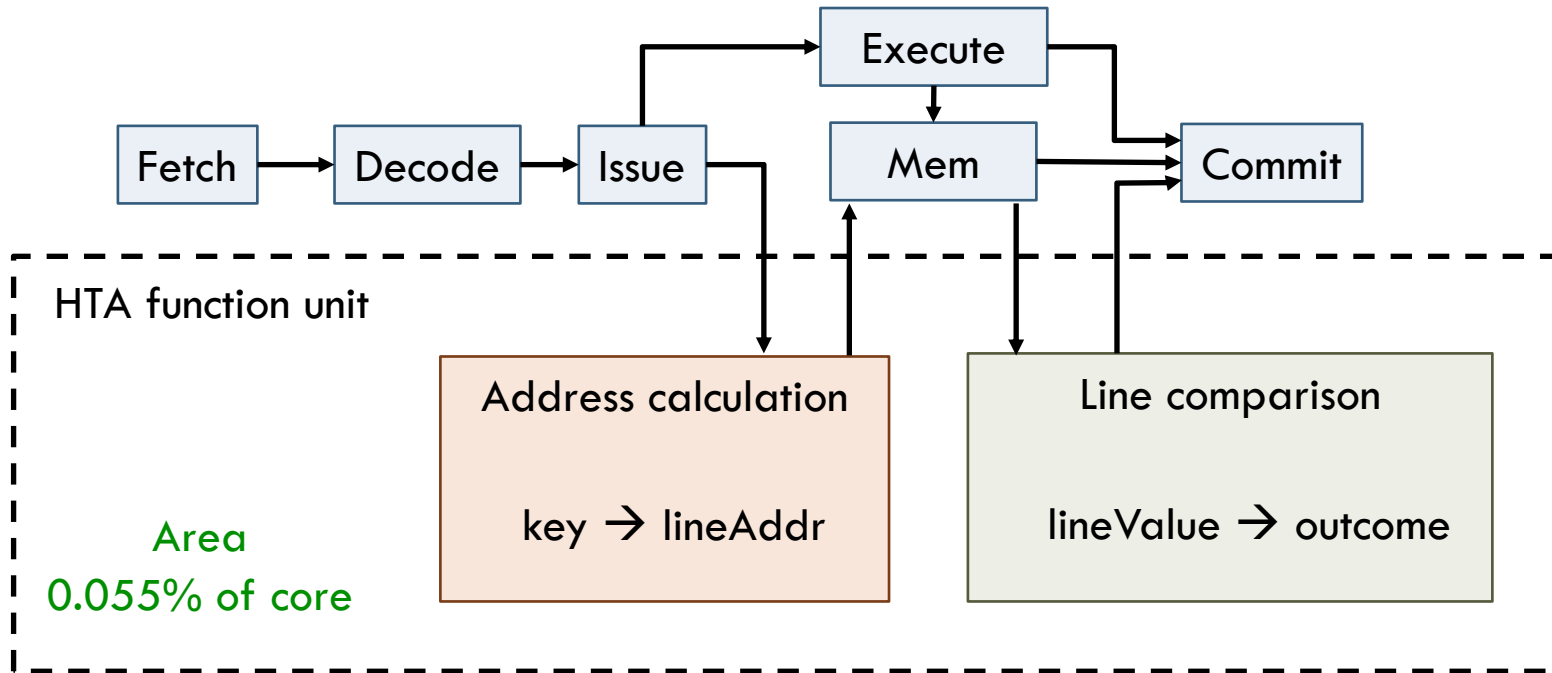 Execute
Fetch
Decode
Issue
Mem
Commit
HTA function unit
Address calculation
key → lineAddr
Line comparison
lineValue → outcome
Area
0.055% of core